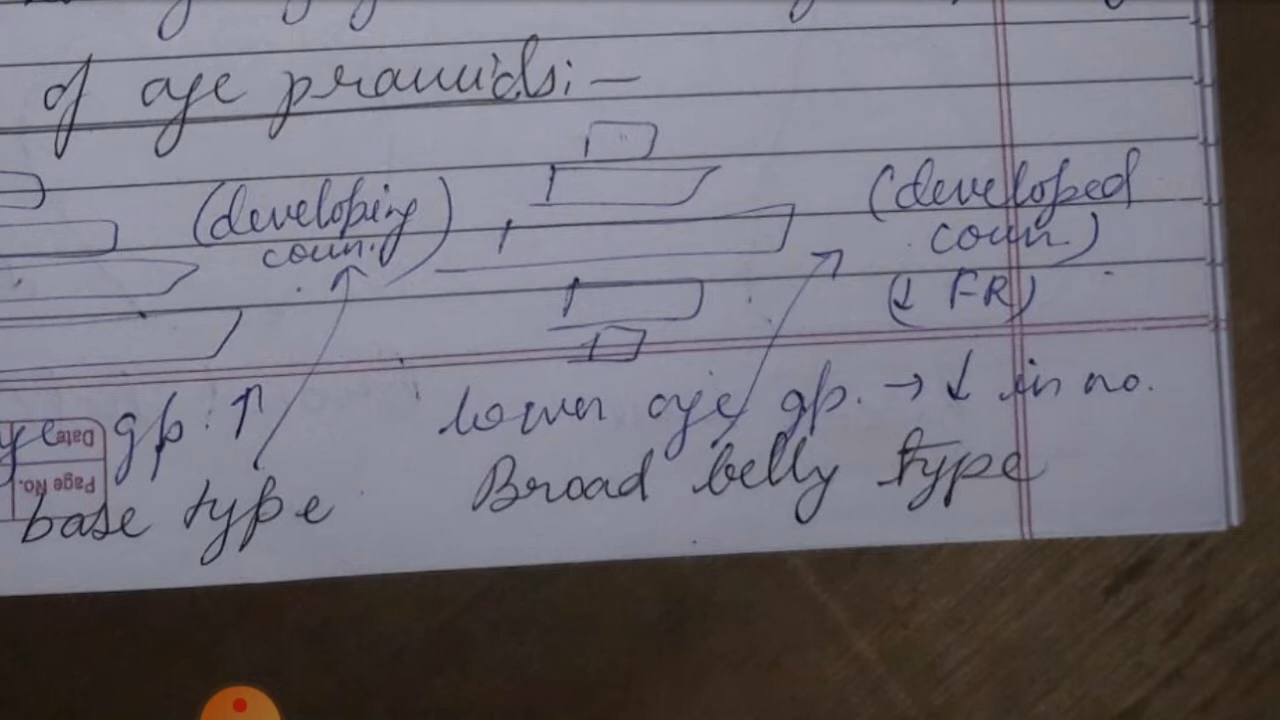 of age pramids:-
(developing
coun.)
(developed
coun)
(↓ FR)
gp ↑
lower age gp. → ↓ in no.
Date
Page No.
base type
Broad belly type